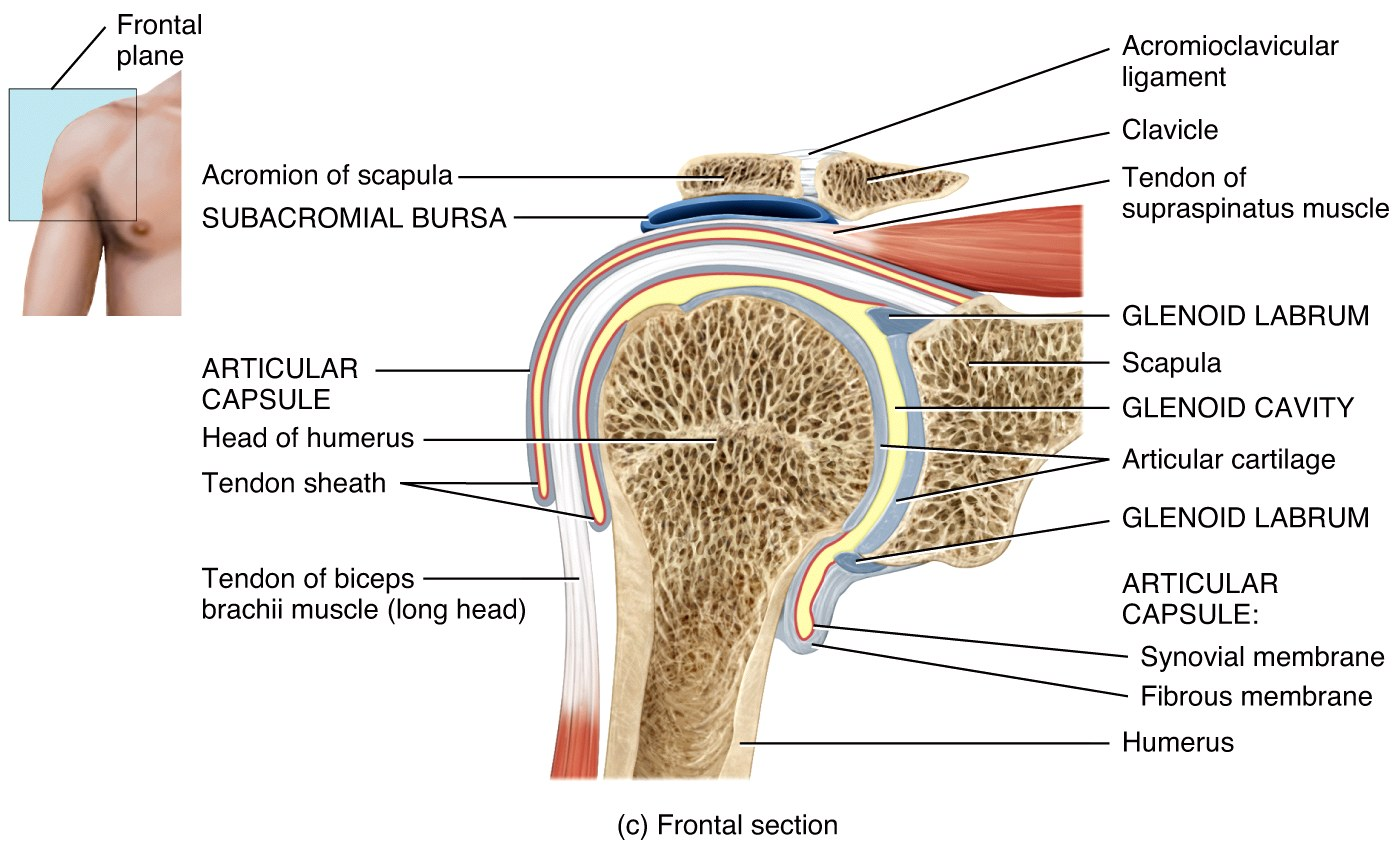 Frontal
plane
Acromion of scapula
SUBACROMIAL BURSA
ARTICULAR
CAPSULE
Head of humerus
Tendon sheath
Tendon of biceps
brachii muscle (long head)
Acromioclavicular
ligament
Clavicle
Tendon of
supraspinatus muscle
GLENOID LABRUM
Scapula
GLENOID CAVITY
Articular cartilage
GLENOID LABRUM
ARTICULAR
CAPSULE:
Synovial membrane
Fibrous membrane
Humerus
(c) Frontal section